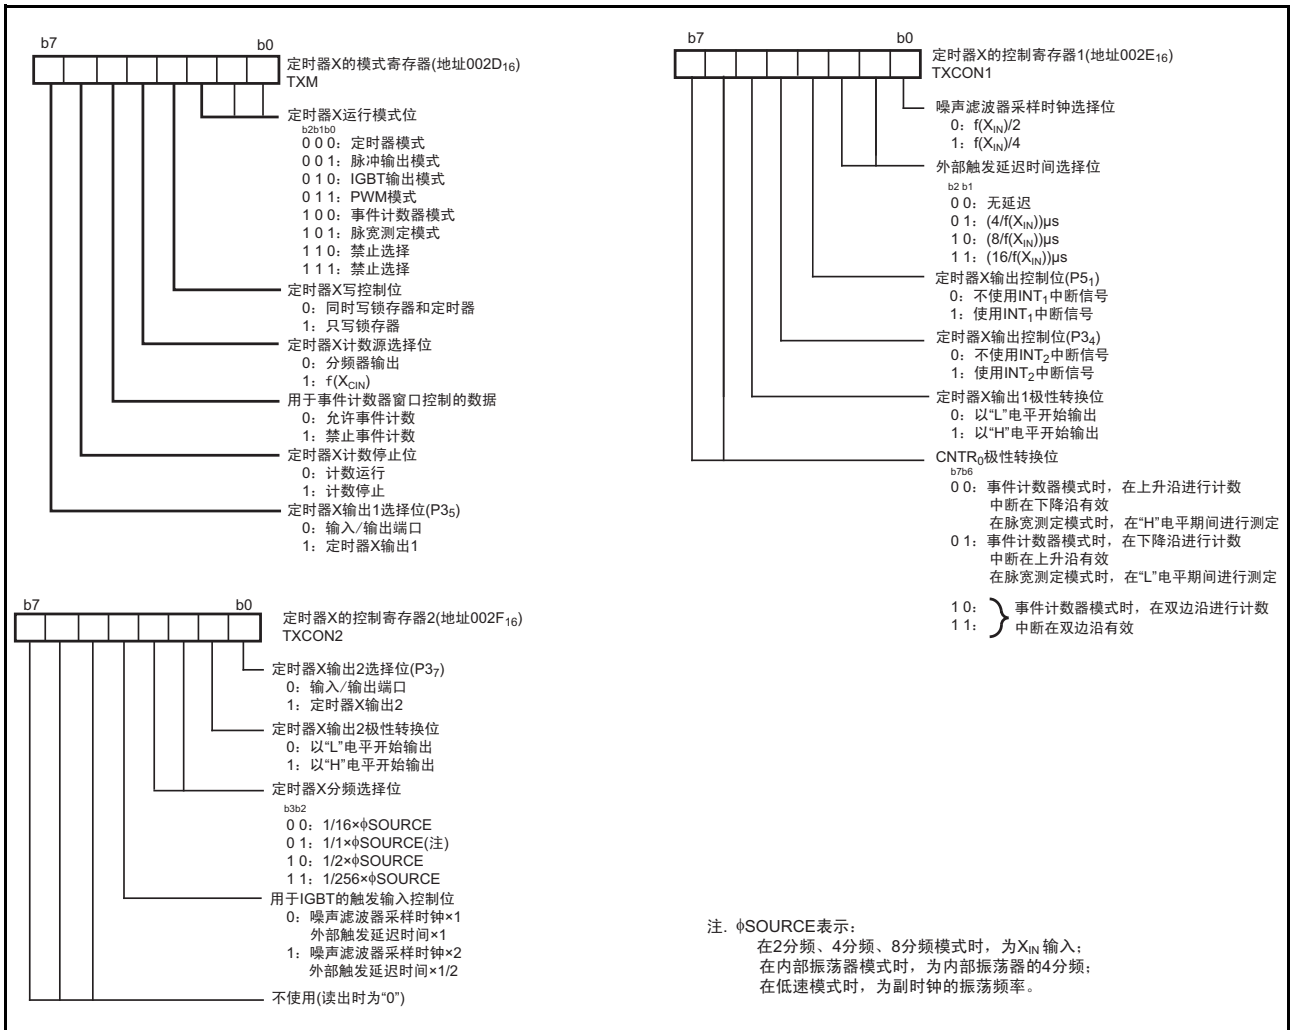 b7
b0
定时器X的模式寄存器(地址002D16)
TXM
定时器X运行模式位
b2b1b0
0 0 0：定时器模式
0 0 1：脉冲输出模式
0 1 0：IGBT输出模式
0 1 1：PWM模式
1 0 0：事件计数器模式
1 0 1：脉宽测定模式
1 1 0：禁止选择
1 1 1：禁止选择
定时器X写控制位
0：同时写锁存器和定时器
1：只写锁存器
定时器X计数源选择位
0：分频器输出
1：f(XCIN)
用于事件计数器窗口控制的数据
0：允许事件计数
1：禁止事件计数
定时器X计数停止位
0：计数运行
1：计数停止
定时器X输出1选择位(P35)
0：输入/输出端口
1：定时器X输出1
b7
b0
定时器X的控制寄存器1(地址002E16)
TXCON1
噪声滤波器采样时钟选择位
0：f(XIN)/2
1：f(XIN)/4
外部触发延迟时间选择位
b2 b1
0 0：无延迟
0 1：(4/f(XIN))μs
1 0：(8/f(XIN))μs
1 1：(16/f(XIN))μs
定时器X输出控制位(P51)
0：不使用INT1中断信号
1：使用INT1中断信号
定时器X输出控制位(P34)
0：不使用INT2中断信号
1：使用INT2中断信号
定时器X输出1极性转换位
0：以“L”电平开始输出
1：以“H”电平开始输出
CNTR0极性转换位
b7b6
0 0：事件计数器模式时，在上升沿进行计数
中断在下降沿有效
在脉宽测定模式时，在“H”电平期间进行测定
0 1：事件计数器模式时，在下降沿进行计数
中断在上升沿有效
在脉宽测定模式时，在“L”电平期间进行测定
1 0： 事件计数器模式时，在双边沿进行计数
1 1： 中断在双边沿有效
b7
b0
定时器X的控制寄存器2(地址002F16)
TXCON2
定时器X输出2选择位(P37)
0：输入/输出端口
1：定时器X输出2
定时器X输出2极性转换位
0：以“L”电平开始输出
1：以“H”电平开始输出
定时器X分频选择位
b3b2
0 0：1/16×ϕSOURCE
0 1：1/1×ϕSOURCE(注)
1 0：1/2×ϕSOURCE
1 1：1/256×ϕSOURCE
用于IGBT的触发输入控制位
0：噪声滤波器采样时钟×1
外部触发延迟时间×1
1：噪声滤波器采样时钟×2
外部触发延迟时间×1/2
不使用(读出时为“0”)
注. ϕSOURCE表示：
在2分频、4分频、8分频模式时，为XIN 输入；
在内部振荡器模式时，为内部振荡器的4分频；
在低速模式时，为副时钟的振荡频率。